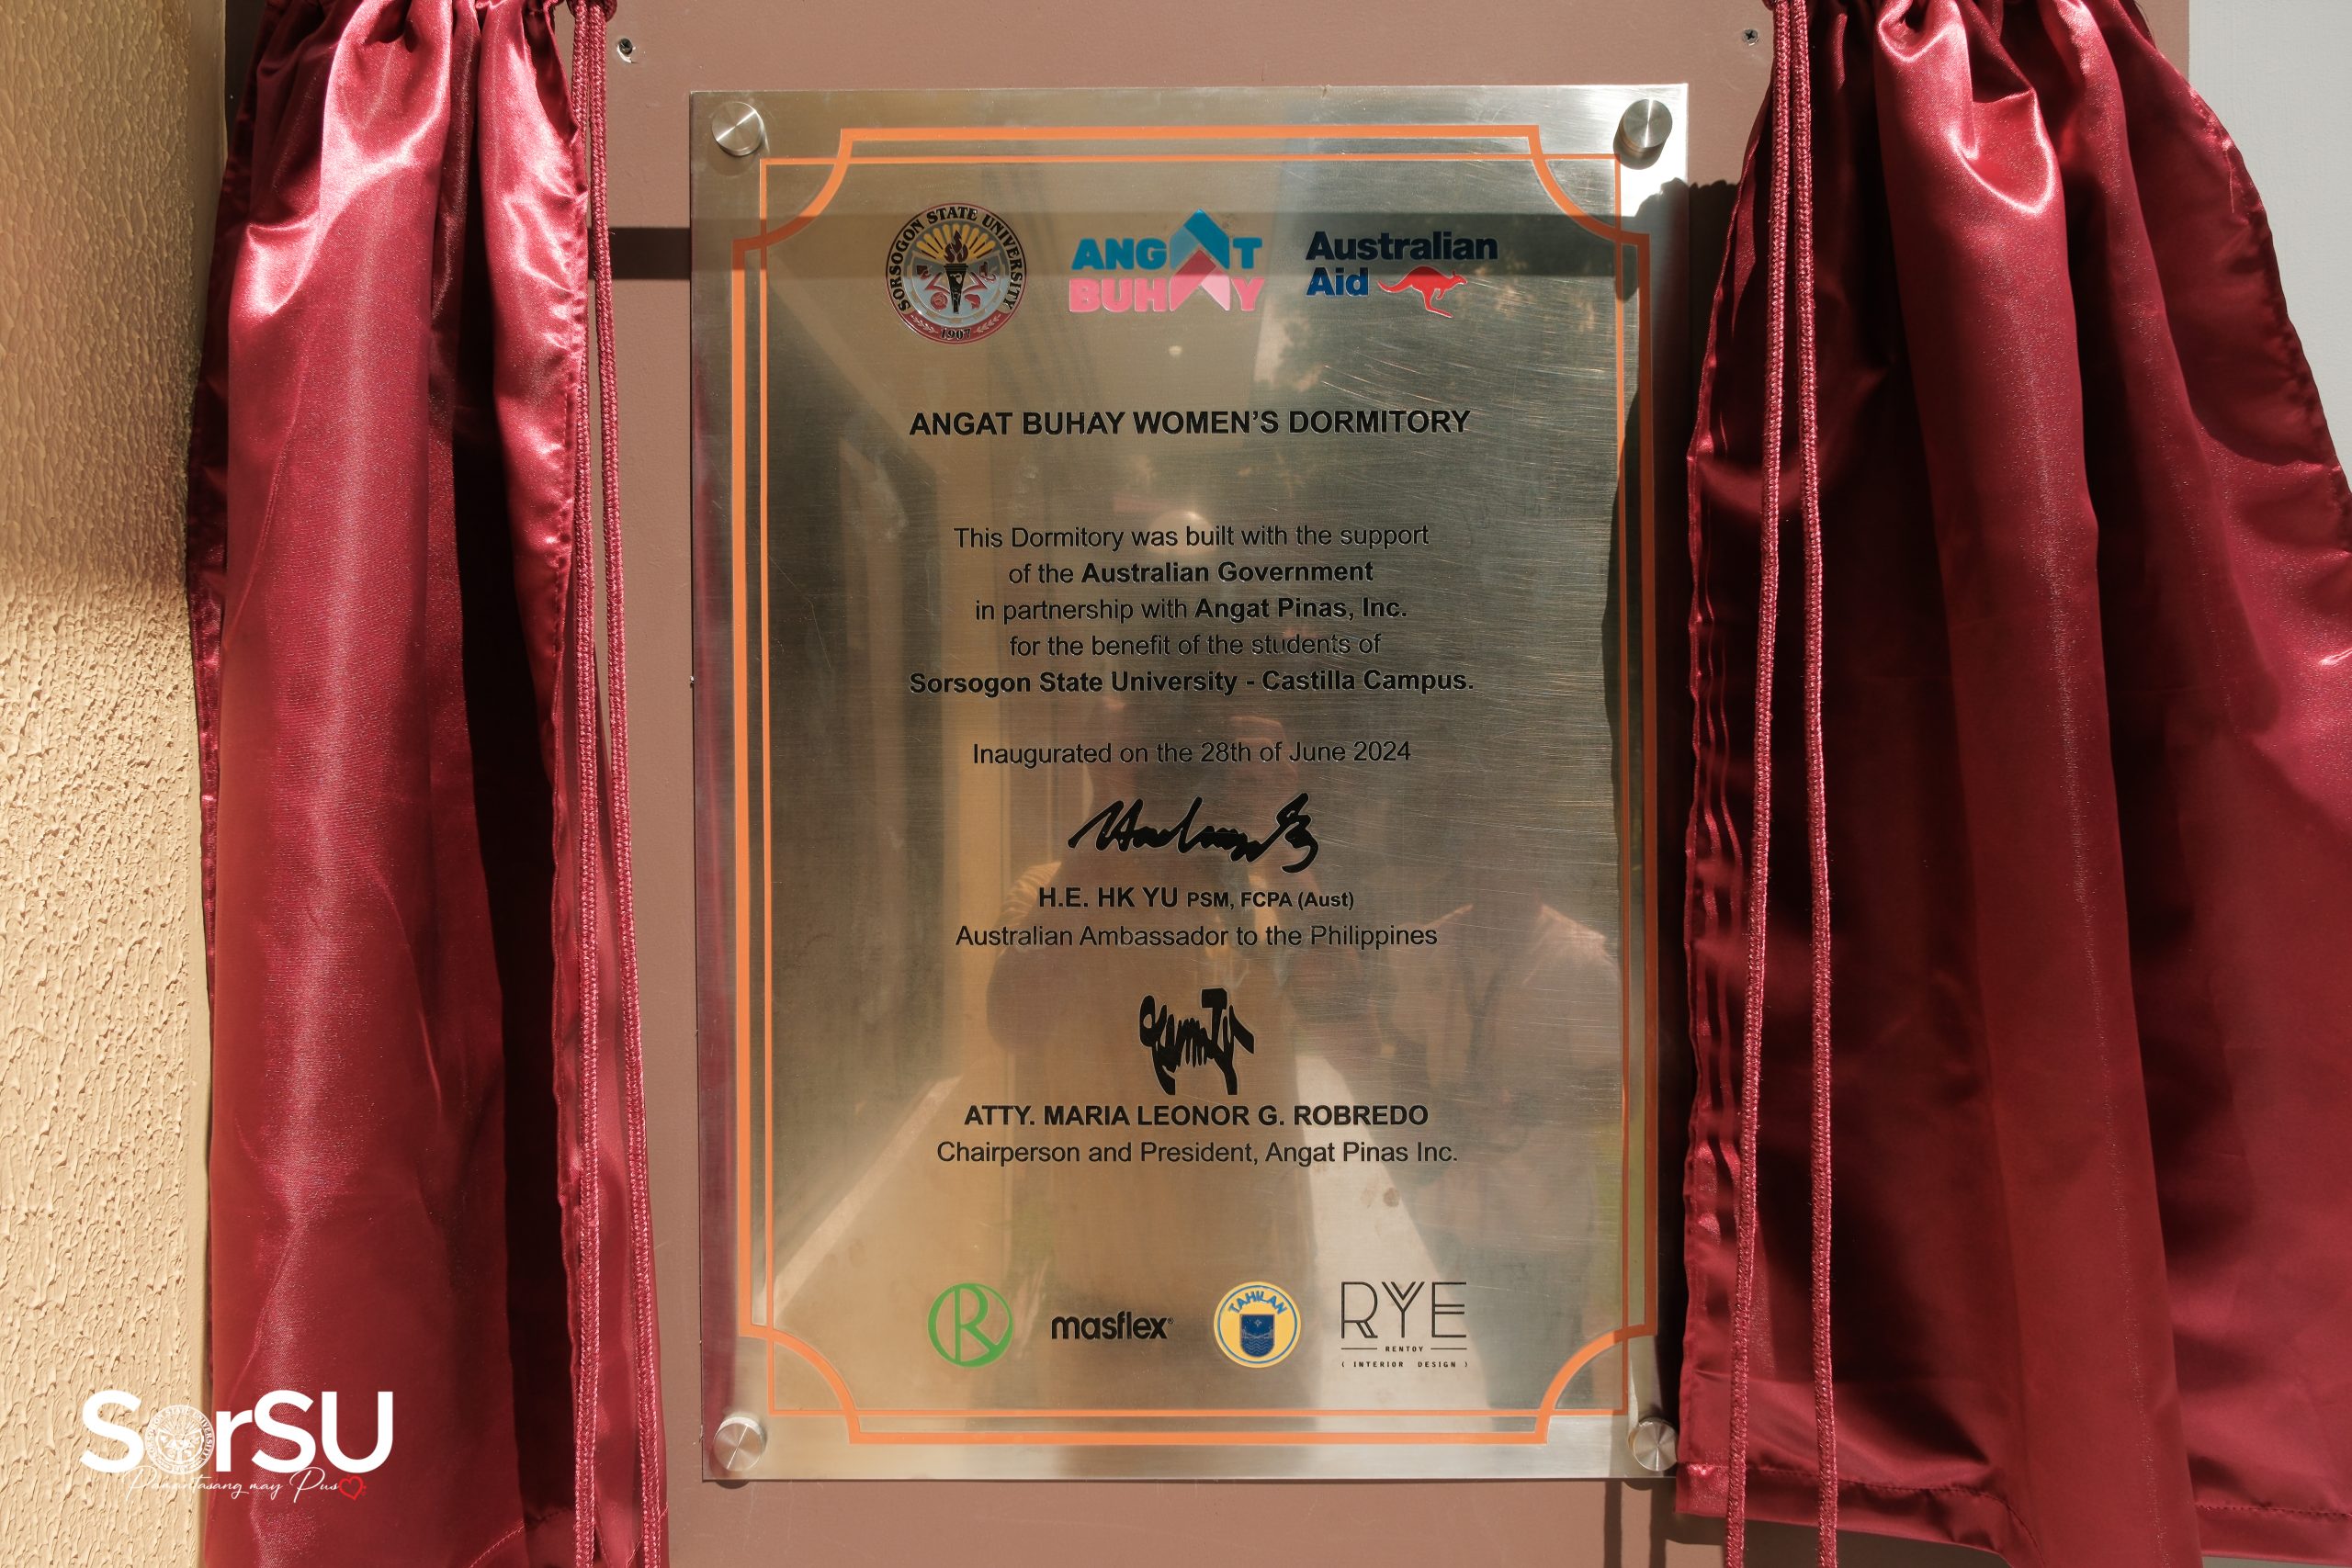 SORSOGON STATE UNIVERSITY
1907
ANGAT
BUHAY
Australian
Aid
ANGAT BUHAY WOMEN'S DORMITORY
This Dormitory was built with the support
of the Australian Government
in partnership with Angat Pinas, Inc.
for the benefit of the students of
Sorsogon State University - Castilla Campus.
Inaugurated on the 28th of June 2024
H.E. HK YU PSM, FCPA (Aust)
Australian Ambassador to the Philippines
ATTY. MARIA LEONOR G. ROBREDO
Chairperson and President, Angat Pinas Inc.
R
masflex®
TAHILAN
RYE
RENTOY
( INTERIOR DESIGN )
SorSU
Pamantasang may Puso